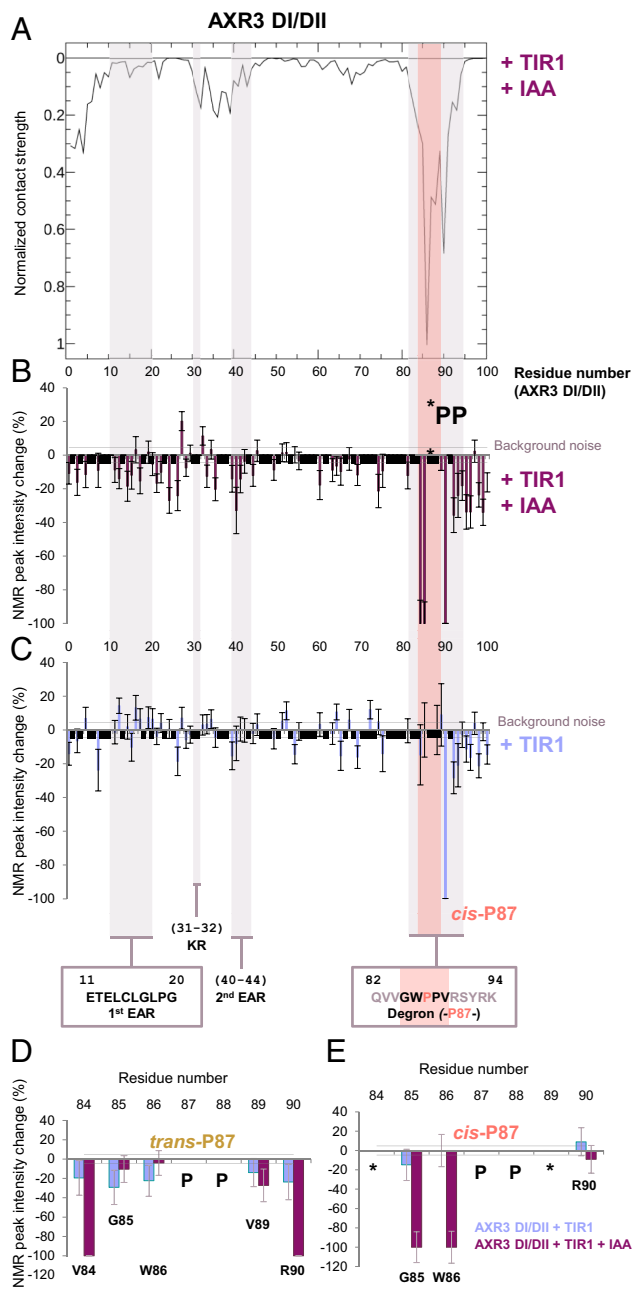 AXR3 DI/DII
A
+ TIR1
+ IAA
Normalized contact strength
0
0.2
0.4
0.6
0.8
1
0 10 20 30 40 50 60 70 80 90 100
B
Residue number
(AXR3 DI/DII)
NMR peak intensity change (%)
40
20
0
-20
-40
-60
-80
-100
*PP
*
Background noise
+ TIR1
+ IAA
C
0 10 20 30 40 50 60 70 80 90 100
NMR peak intensity change (%)
40
20
0
-20
-40
-60
-80
-100
Background noise
+ TIR1
cis-P87
(31-32)
KR
11 20
ETELCLGLPG
1st EAR
(40-44)
2nd EAR
82 94
QVVGWPPVRSYRK
Degron (-P87-)
D
Residue number
84 85 86 87 88 89 90
NMR peak intensity change (%)
40
20
0
-20
-40
-60
-80
-100
-120
trans-P87
P P
G85
V89
V84 W86 R90
E
Residue number
84 85 86 87 88 89 90
40
20
0
-20
-40
-60
-80
-100
-120
cis-P87
* P P *
R90
AXR3 DI/DII + TIR1
AXR3 DI/DII + TIR1 + IAA
G85 W86